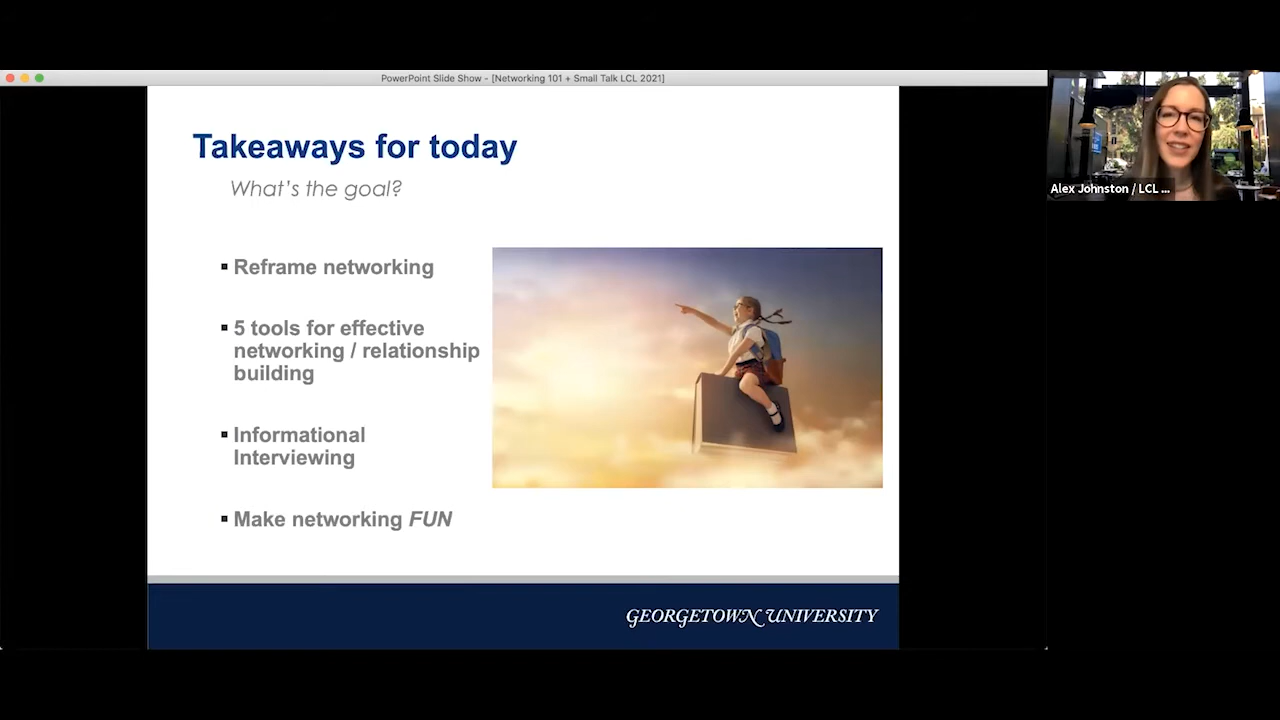 PowerPoint Slide Show - [Networking 101 + Small Talk LCL 2021]
Takeaways for today
What's the goal?
Reframe networking
5 tools for effective
networking / relationship
building
Informational
Interviewing
Make networking FUN
GEORGETOWN UNIVERSITY
Alex Johnston / LCL ...